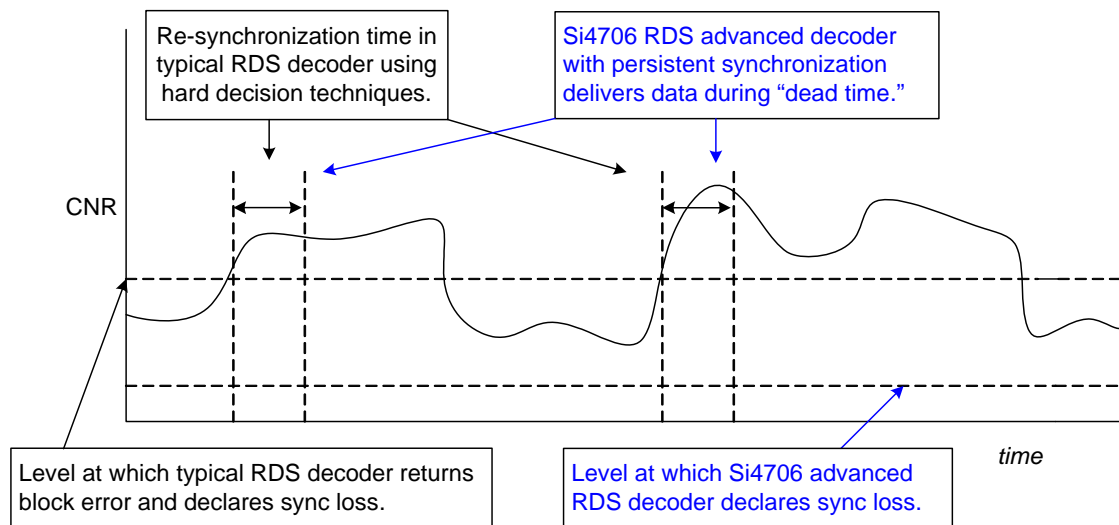 Re-synchronization time in
typical RDS decoder using
hard decision techniques.
Si4706 RDS advanced decoder
with persistent synchronization
delivers data during “dead time.”
CNR
time
Level at which typical RDS decoder returns
block error and declares sync loss.
Level at which Si4706 advanced
RDS decoder declares sync loss.